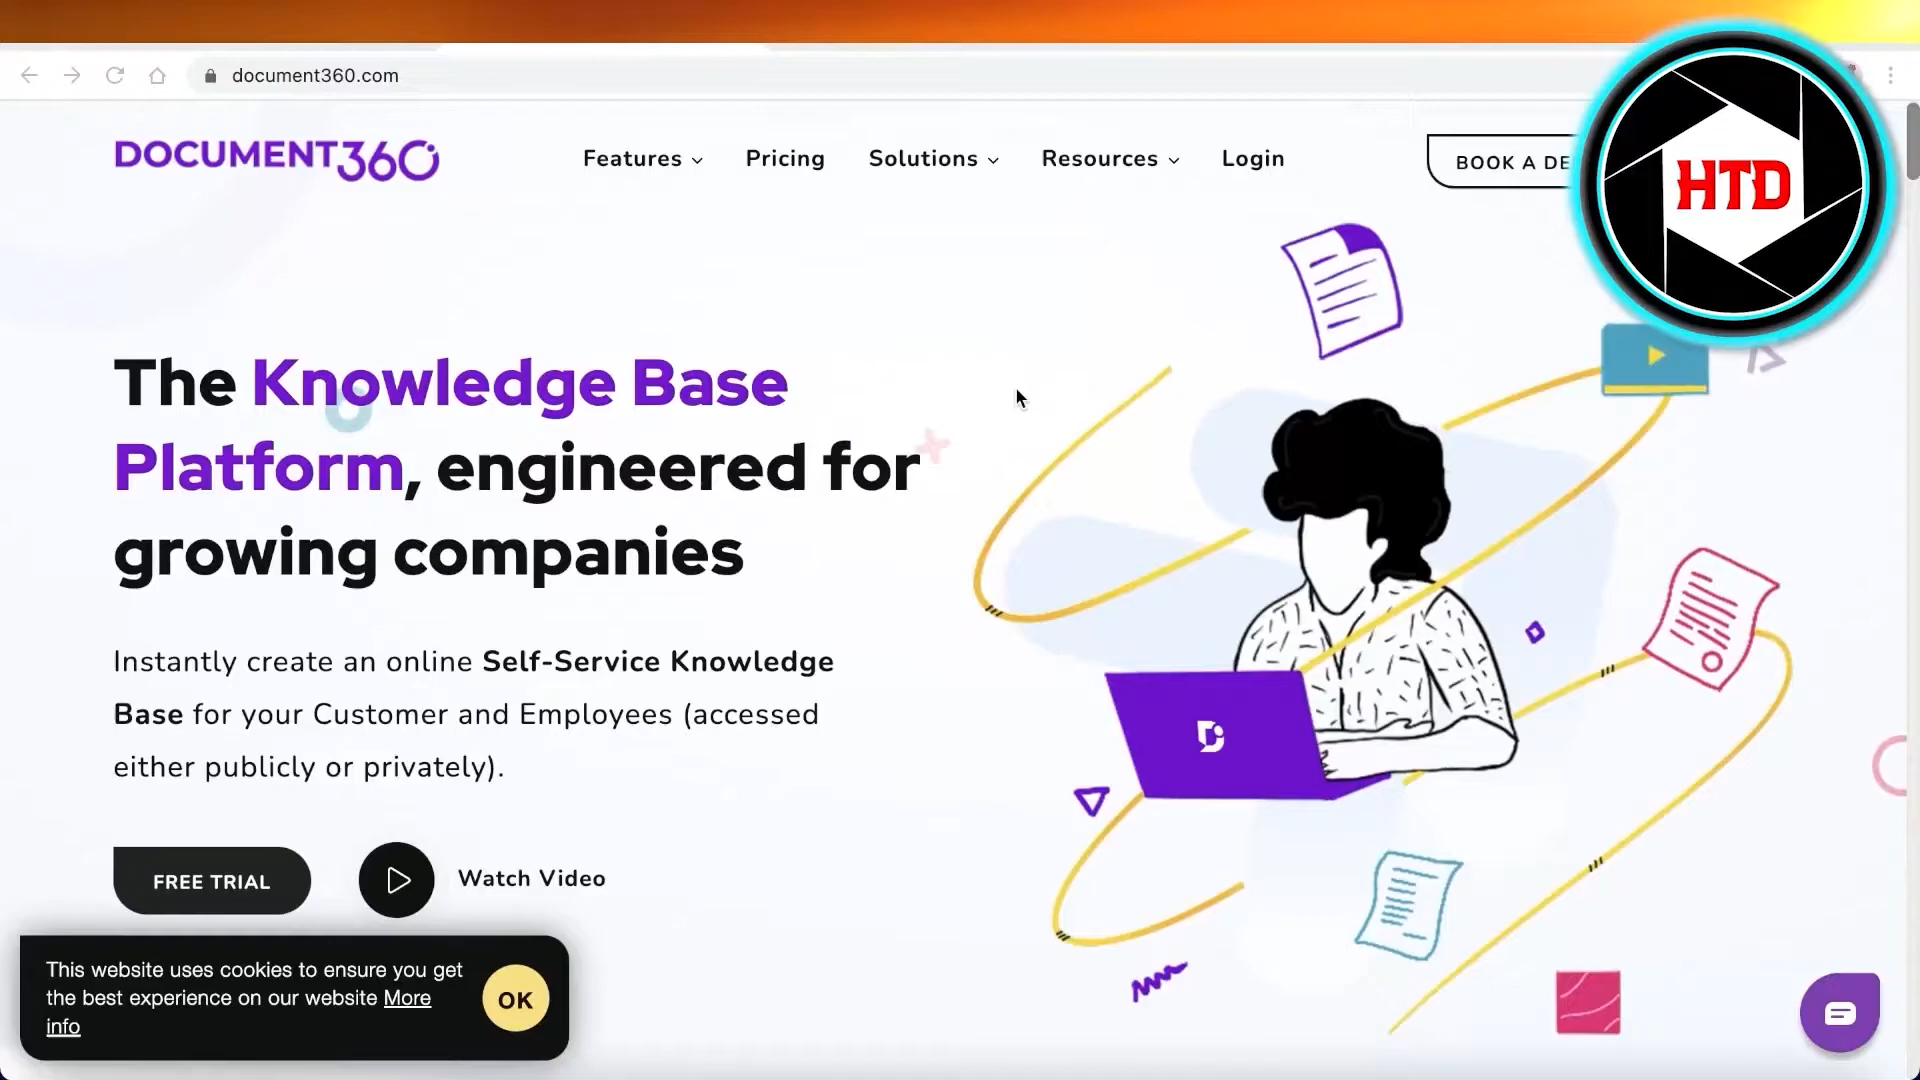 document360.com
DOCUMENT360
Features
Pricing
Solutions
Resources
Login
BOOK A DE
HTD
The Knowledge Base
Platform, engineered for
growing companies
Instantly create an online Self-Service Knowledge
Base for your Customer and Employees (accessed
either publicly or privately).
FREE TRIAL
Watch Video
This website uses cookies to ensure you get
the best experience on our website More
info
OK